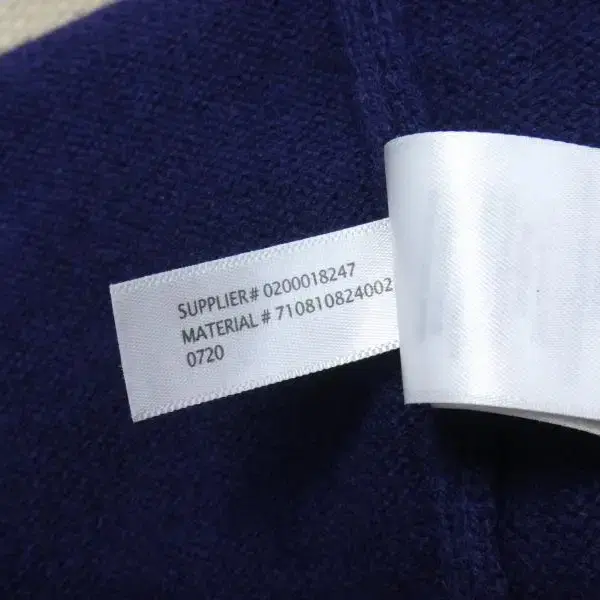 SUPPLIER# 0200018247
MATERIAL # 710810824002
0720